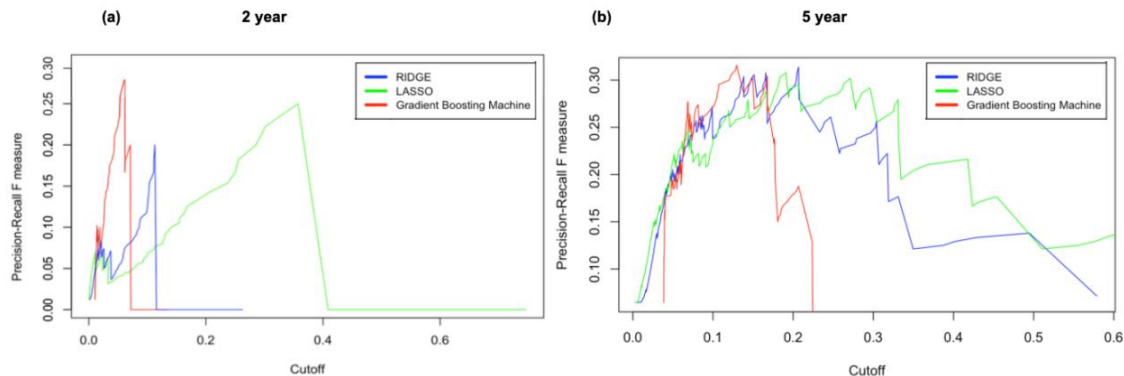 (a) 2 year
Precision-Recall F measure
0.30
0.25
0.20
0.15
0.10
0.05
0.00
RIDGE
LASSO
Gradient Boosting Machine
0.0 0.2 0.4 0.6
Cutoff
(b) 5 year
Precision-Recall F measure
0.30
0.25
0.20
0.15
0.10
RIDGE
LASSO
Gradient Boosting Machine
0.0 0.1 0.2 0.3 0.4 0.5 0.6
Cutoff